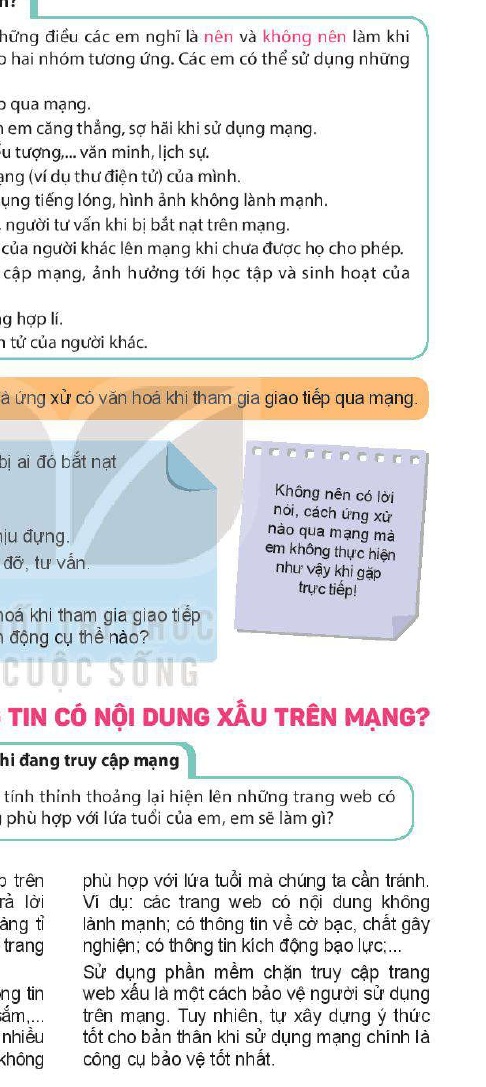 những điều các em nghĩ là nên và không nên làm khi
hai nhóm tương ứng. Các em có thể sử dụng những
qua mạng.
em căng thẳng, sợ hãi khi sử dụng mạng.
tượng,... văn minh, lịch sự.
(ví dụ thư điện tử) của mình.
tiếng lóng, hình ảnh không lành mạnh.
người tư vấn khi bị bắt nạt trên mạng.
của người khác lên mạng khi chưa được họ cho phép.
cập mạng, ảnh hưởng tới học tập và sinh hoạt của
hợp lí.
tử của người khác.
ứng xử có văn hoá khi tham gia giao tiếp qua mạng.
bị ai đó bắt nạt
đựng.
đỡ, tư vấn.
khi tham gia giao tiếp
động cụ thể nào?
Không nên có lời
nói, cách ứng xử
nào qua mạng mà
em không thực hiện
như vậy khi gặp
trực tiếp!
THỨC
CUỘC SỐNG
TIN CÓ NỘI DUNG XẤU TRÊN MẠNG?
đang truy cập mạng
tính thỉnh thoảng lại hiện lên những trang web có
phù hợp với lứa tuổi của em, em sẽ làm gì?
trên
lời
tỉ
trang
tin
nhiều
không
phù hợp với lứa tuổi mà chúng ta cần tránh.
Ví dụ: các trang web có nội dung không
lành mạnh; có thông tin về cờ bạc, chất gây
nghiện; có thông tin kích động bạo lực;...
Sử dụng phần mềm chặn truy cập trang
web xấu là một cách bảo vệ người sử dụng
trên mạng. Tuy nhiên, tự xây dựng ý thức
tốt cho bản thân khi sử dụng mạng chính là
công cụ bảo vệ tốt nhất.